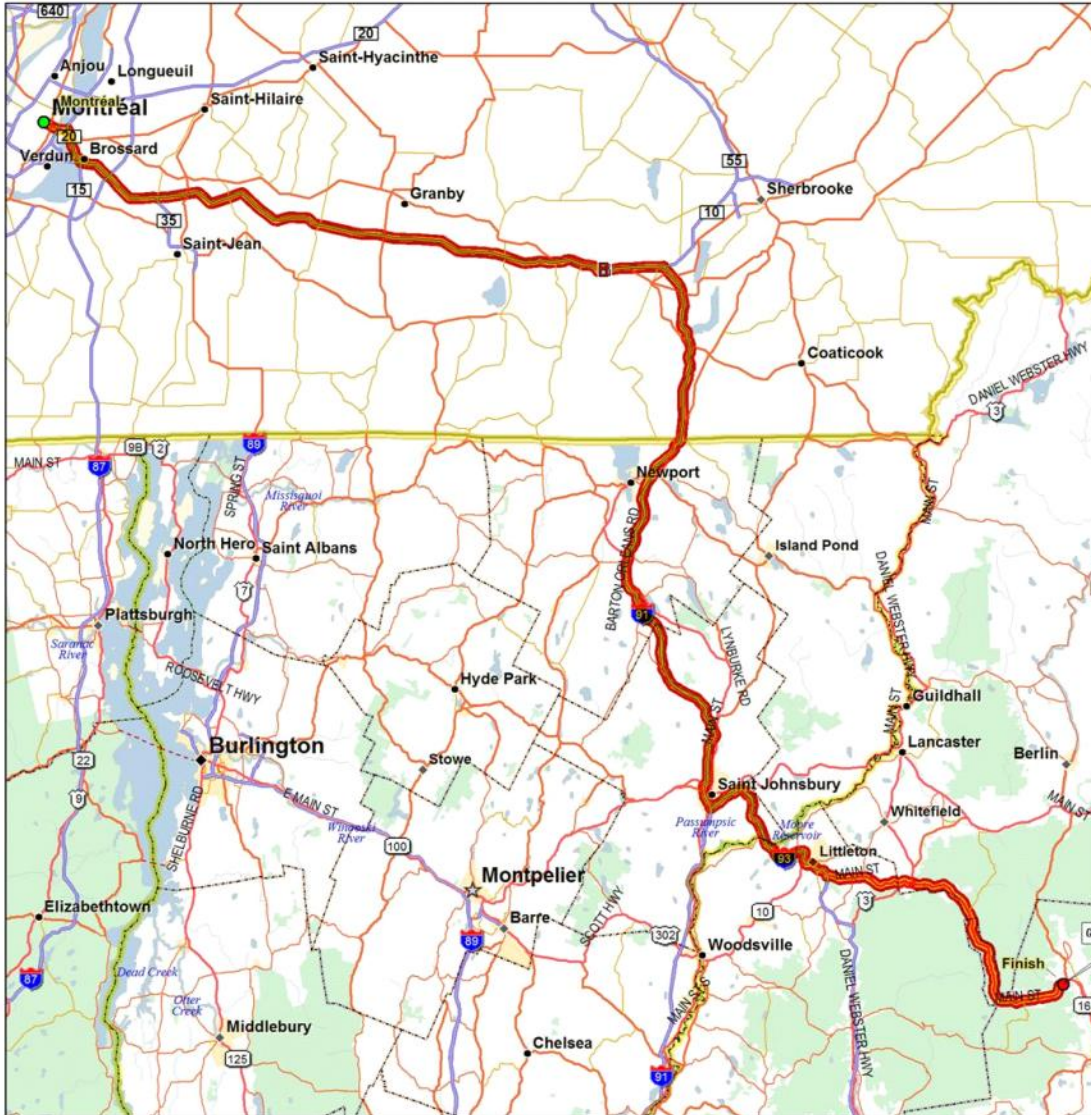 640
20
Anjou
Longueuil
Saint-Hyacinthe
Montréal
Montréal
Saint-Hilaire
20
Verdun
Brossard
15
55
Sherbrooke
Granby
10
35
Saint-Jean
B
Coaticook
DANIEL WEBSTER HWY
3
9B
2
89
MAIN ST
87
SPRING ST
Newport
Missisquoi
River
MAIN ST
North Hero
Saint Albans
Island Pond
BARTON ORLEANS RD
DANIEL WEBSTER HWY
7
Plattsburgh
91
Saranac
River
LYNBURKE RD
ROOSEVELT HWY
Hyde Park
Guildhall
MAIN ST
MAIN ST
Burlington
Lancaster
Berlin
22
Stowe
9
Saint Johnsbury
MAIN ST
E MAIN ST
SHELBURNE RD
Winooski
River
Passumpsic
River
Moore
Reservoir
Whitefield
100
93
Littleton
MAIN ST
Montpelier
3
Elizabethtown
Barre
SCOTT HWY
10
89
302
Woodsville
Finish
Dead Creek
87
MAIN ST
16
Otter
Creek
MAIN ST S
DANIEL WEBSTER HWY
Middlebury
125
Chelsea
91